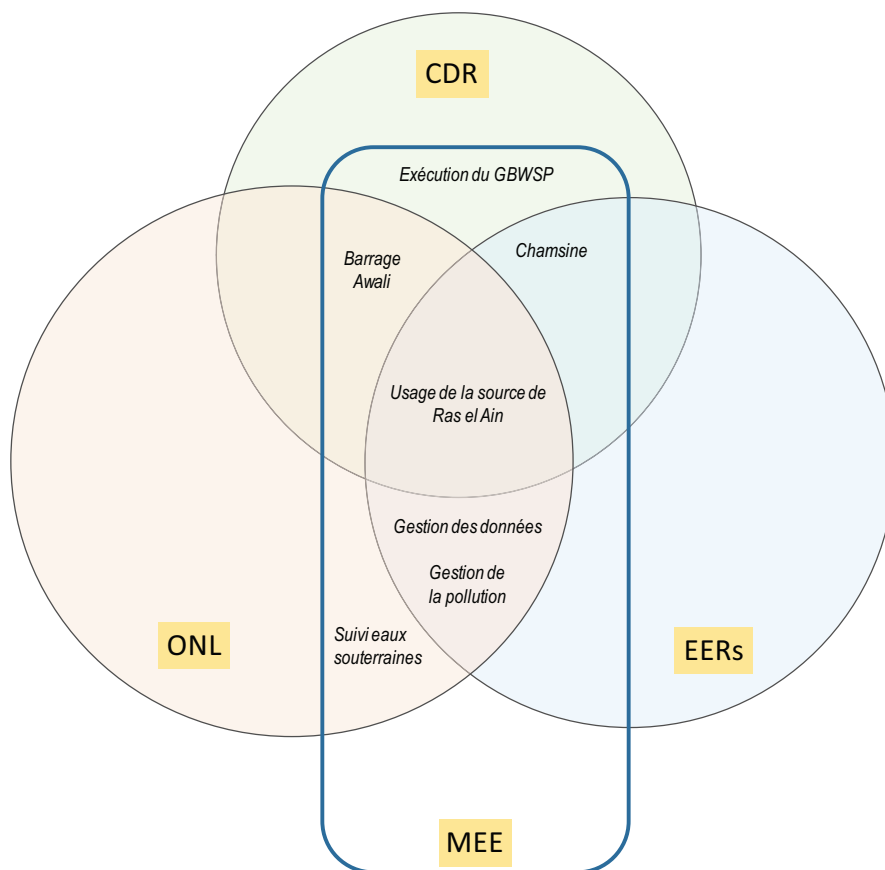 CDR
Exécution du GBWSP
Barrage
Awali
Chamsine
Usage de la source de
Ras el Ain
Gestion des données
Gestion de
la pollution
Suivi eaux
souterraines
ONL
EERs
MEE